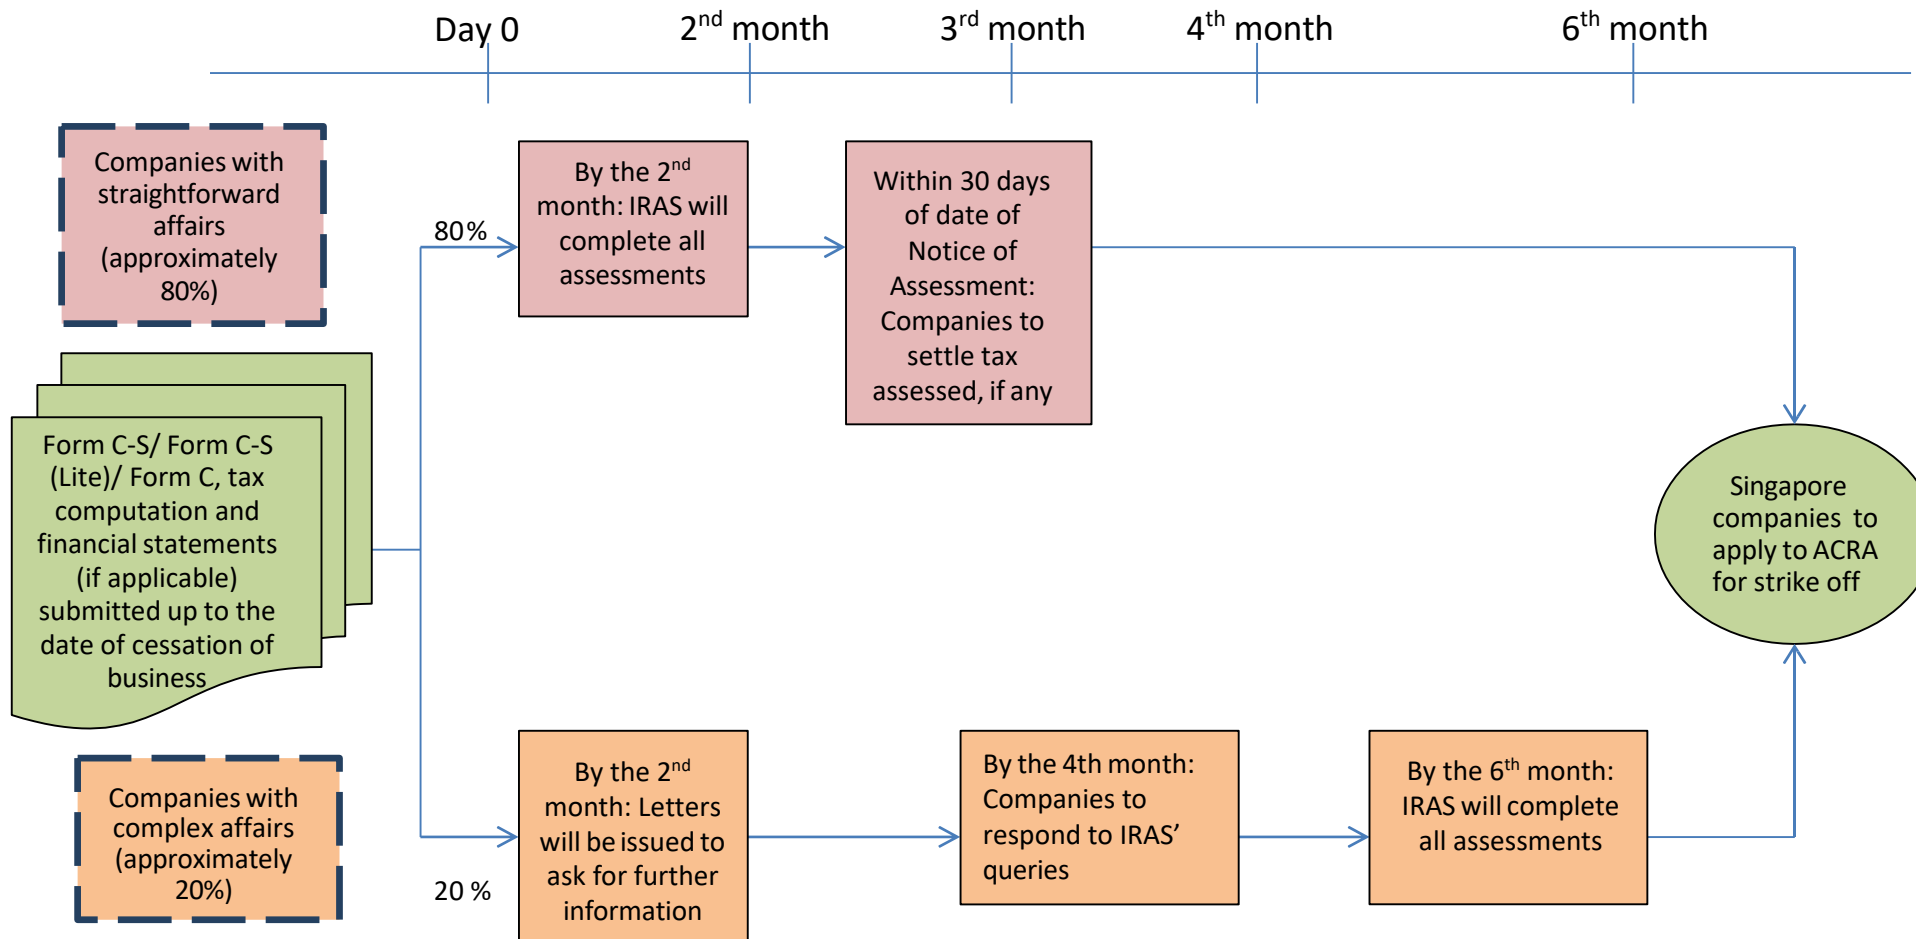 Day 0
2nd month
3rd month
4th month
6th month
Companies with
straightforward
affairs
(approximately
80%)
80%
By the 2nd
month: IRAS will
complete all
assessments
Within 30 days
of date of
Notice of
Assessment:
Companies to
settle tax
assessed, if any
Form C-S/ Form C-S
(Lite)/ Form C, tax
computation and
financial statements
(if applicable)
submitted up to the
date of cessation of
business
Singapore
companies to
apply to ACRA
for strike off
Companies with
complex affairs
(approximately
20%)
20 %
By the 2nd
month: Letters
will be issued to
ask for further
information
By the 4th month:
Companies to
respond to IRAS’
queries
By the 6th month:
IRAS will complete
all assessments